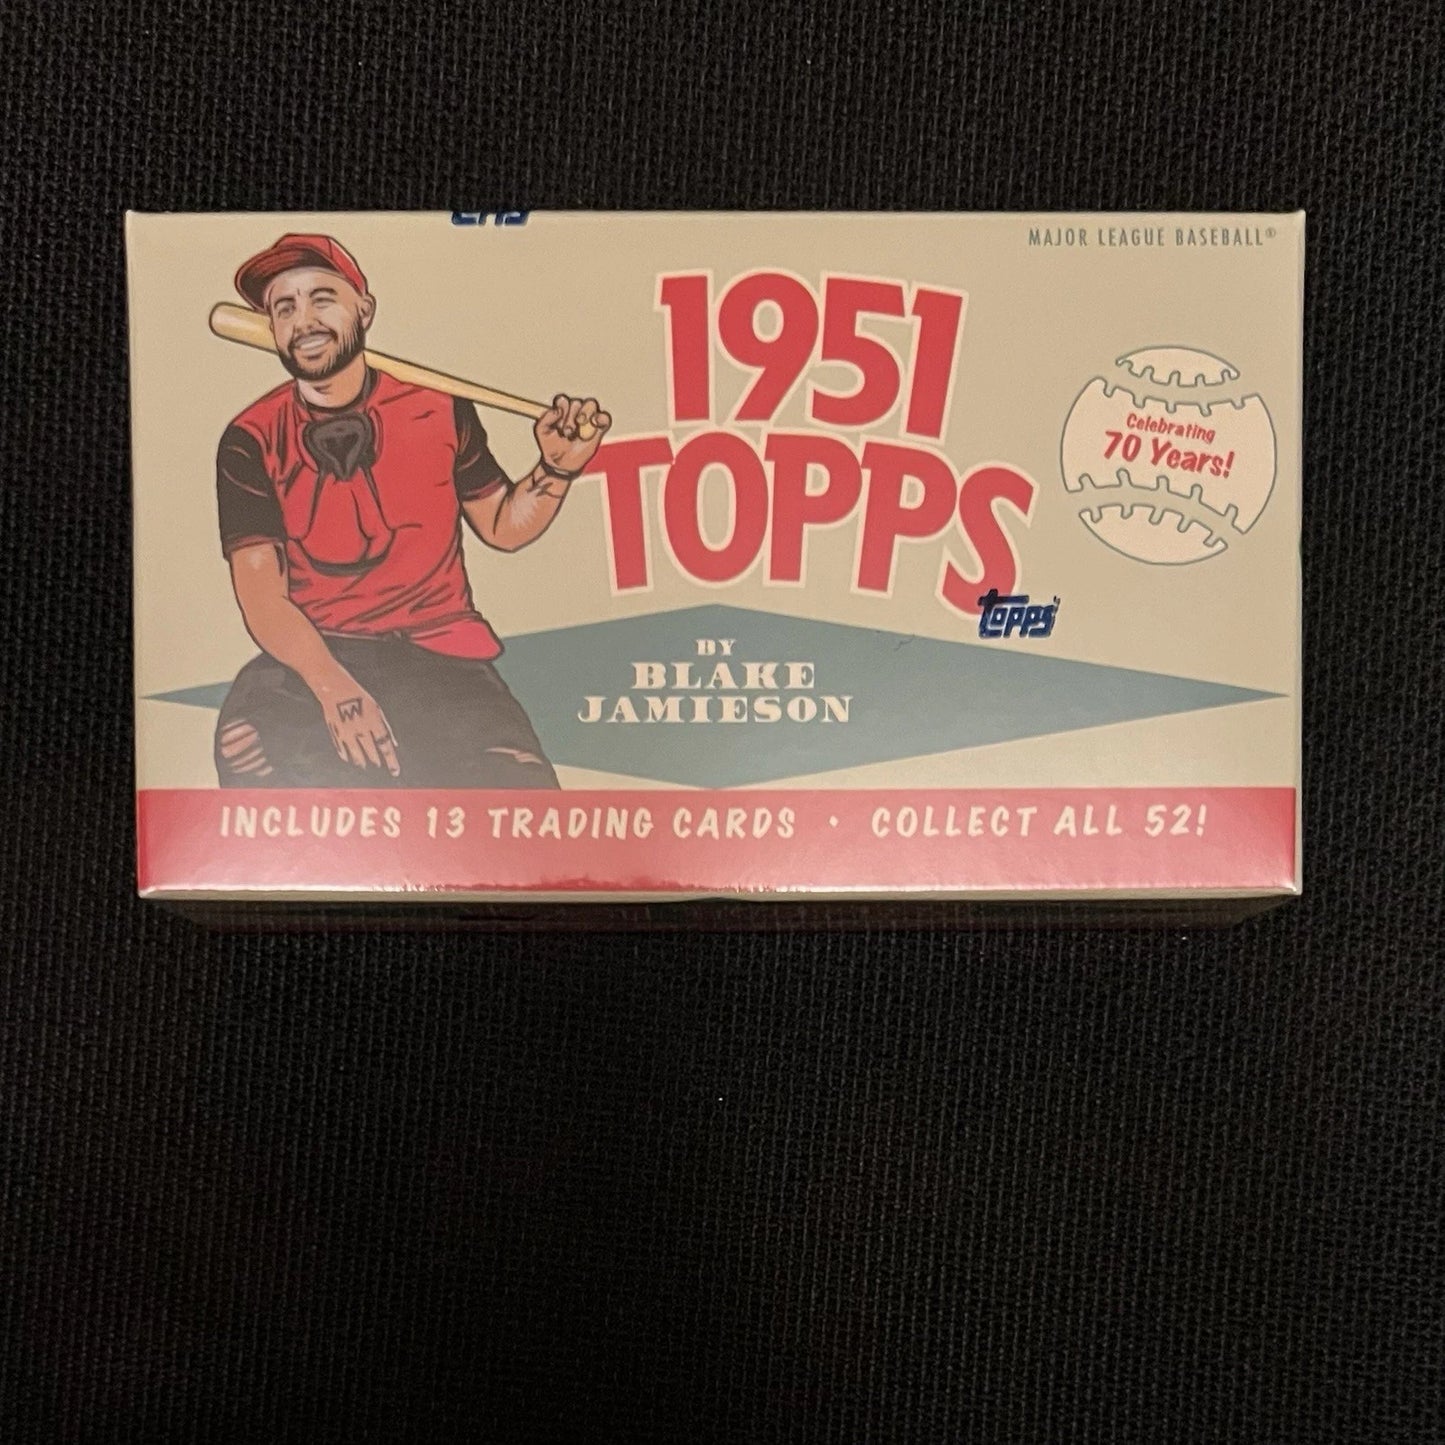 MAJOR LEAGUE BASEBALL®
1951
TOPPS
Celebrating
70 Years!
topps
BY
BLAKE
JAMIESON
INCLUDES 13 TRADING CARDS · COLLECT ALL 52!